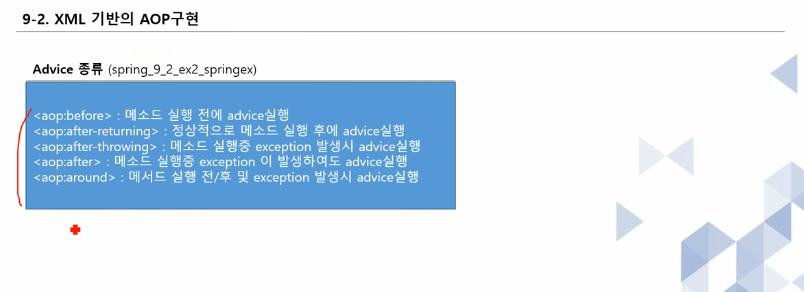 9-2. XML 기반의 AOP구현
Advice 종류 (spring_9_2_ex2_springex)
<aop:before> : 메소드 실행 전에 advice실행
<aop:after-returning> : 정상적으로 메소드 실행 후에 advice실행
<aop:after-throwing> : 메소드 실행중 exception 발생시 advice실행
<aop:after> : 메소드 실행중 exception 이 발생하여도 advice실행
<aop:around> : 메서드 실행 전/후 및 exception 발생시 advice실행